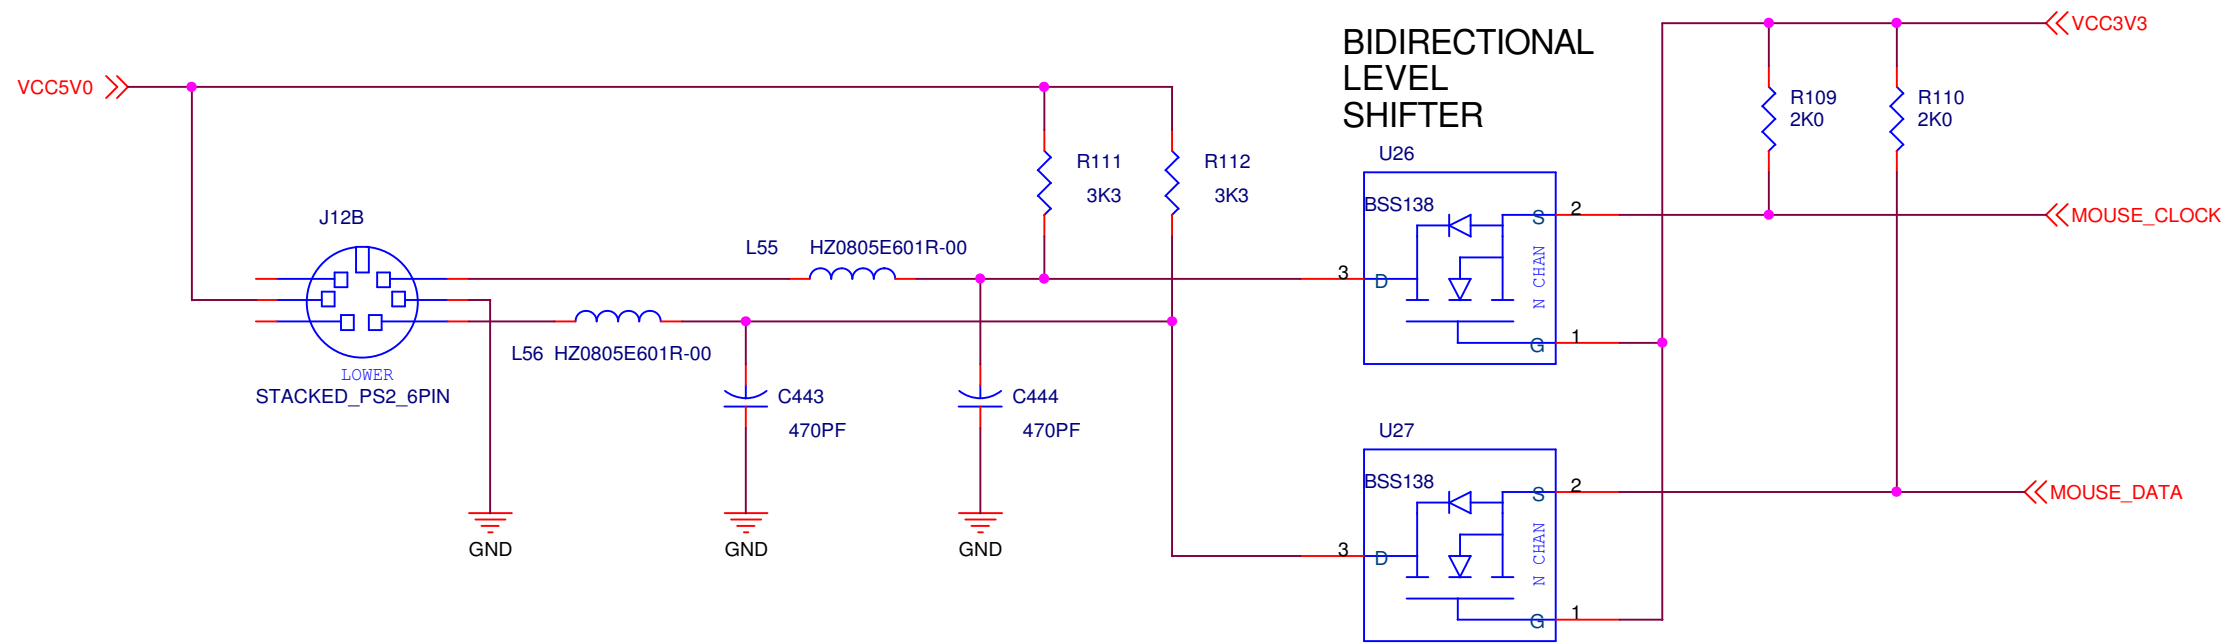 BIDIRECTIONAL
LEVEL
SHIFTER
VCC5V0
VCC3V3
R109
2K0
R110
2K0
R111
3K3
R112
3K3
U26
BSS138
S
2
N CHAN
3
D
G
1
MOUSE_CLOCK
J12B
L55 HZ0805E601R-00
L56 HZ0805E601R-00
LOWER
STACKED_PS2_6PIN
C443
470PF
C444
470PF
GND
GND
GND
U27
BSS138
S
2
N CHAN
3
D
G
1
MOUSE_DATA